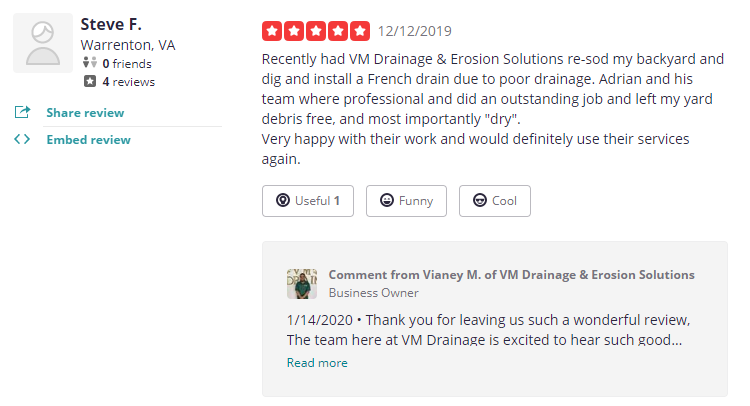 Steve F.
Warrenton, VA
0 friends
4 reviews
Share review
Embed review
12/12/2019
Recently had VM Drainage & Erosion Solutions re-sod my backyard and
dig and install a French drain due to poor drainage. Adrian and his
team where professional and did an outstanding job and left my yard
debris free, and most importantly "dry".
Very happy with their work and would definitely use their services
again.
Useful 1
Funny
Cool
Comment from Vianey M. of VM Drainage & Erosion Solutions
Business Owner
1/14/2020 • Thank you for leaving us such a wonderful review,
The team here at VM Drainage is excited to hear such good…
Read more